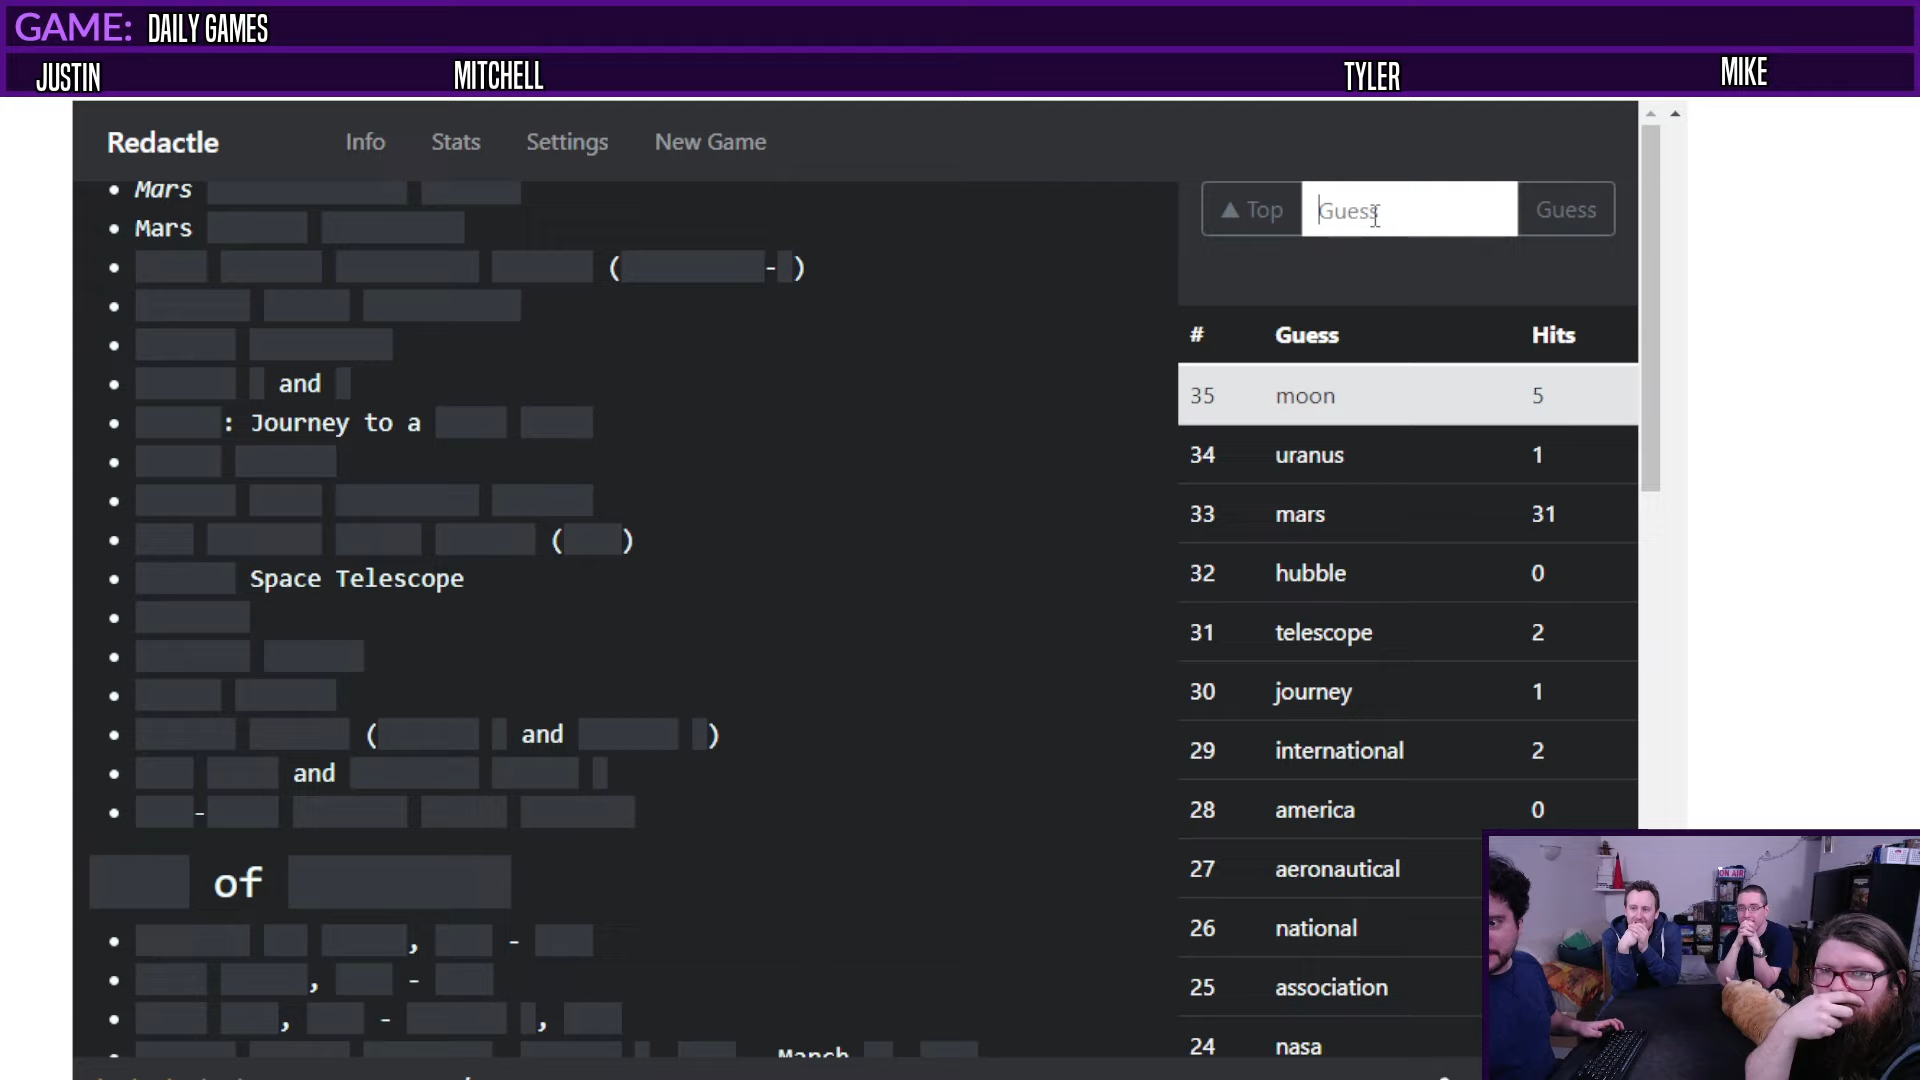 GAME: DAILY GAMES
JUSTIN MITCHELL TYLER MIKE
Redactle Info Stats Settings New Game
Mars
▲ Top Guess Guess
Mars
( - )
# Guess Hits
and
35 moon 5
: Journey to a
34 uranus 1
33 mars 31
( )
Space Telescope
32 hubble 0
31 telescope 2
30 journey 1
( and )
29 international 2
and
28 america 0
-
27 aeronautical
of
26 national
, -
, -
25 association
, - ,
24 nasa
March
ON AIR